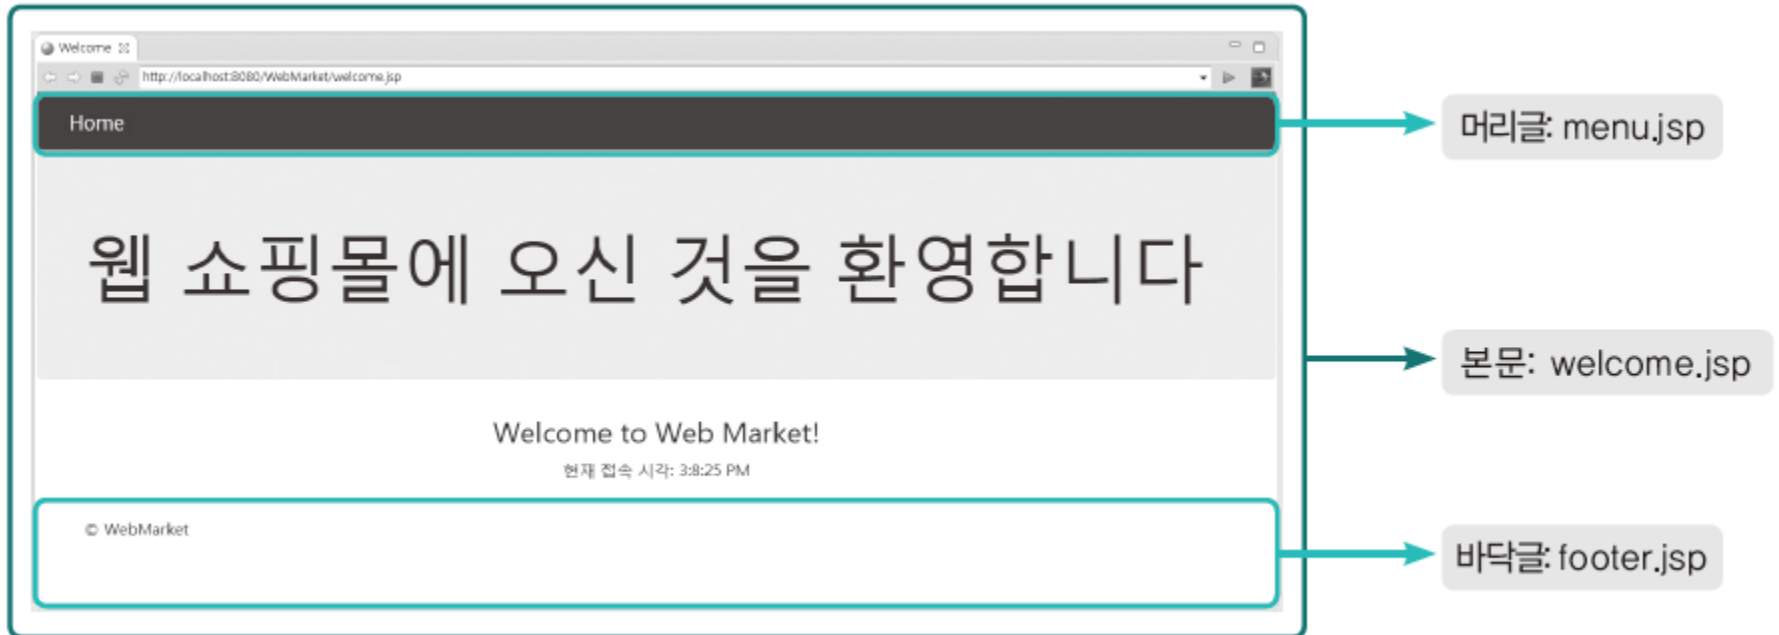 Welcome
http://localhost:8080/WebMarket/welcome.jsp
Home
머리글: menu.jsp
웹 쇼핑몰에 오신 것을 환영합니다
본문: welcome.jsp
Welcome to Web Market!
현재 접속 시각: 3:8:25 PM
© WebMarket
바닥글: footer.jsp